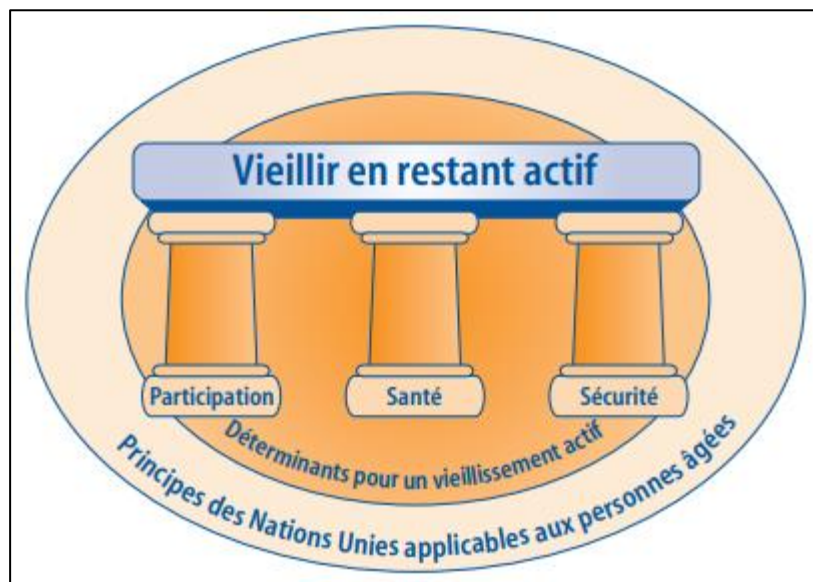 Vieillir en restant actif
Participation
Santé
Sécurité
Déterminants pour un vieillissement actif
Principes des Nations Unies applicables aux personnes âgées